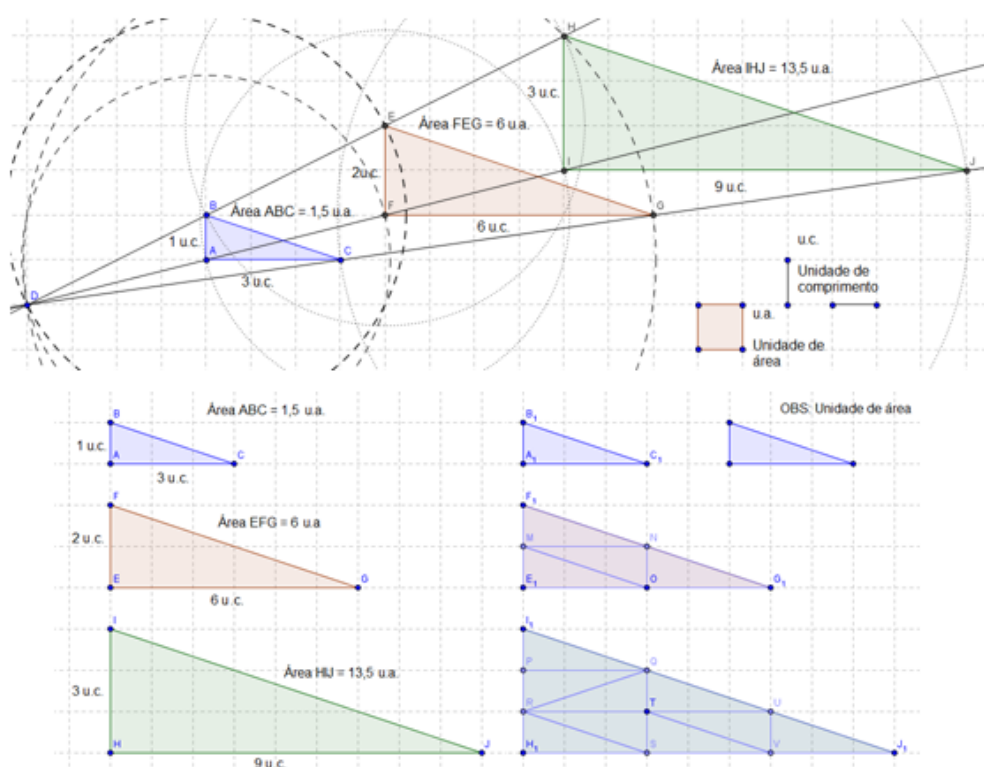 H
Área IHJ = 13,5 u.a.
3 u.c.
E
Área FEG = 6 u.a.
2u.c.
I
J
9 u.c.
B
Área ABC = 1,5 u.a.
F
G
6 u.c.
1 u.c.
A
C
3 u.c.
D
u.c.
Unidade de
comprimento
u.a.
Unidade de
área
Área ABC = 1,5 u.a.
B
1 u.c.
A
C
3 u.c.
F
Área EFG = 6 u.a
2 u.c.
E
G
6 u.c.
I
Área HIJ = 13,5 u.a.
3 u.c.
H
J
9 u.c.
OBS: Unidade de área
B₁
A₁
C₁
F₁
M
N
E₁
O
G₁
I₁
P
Q
R
T
U
H₁
S
V
J₁